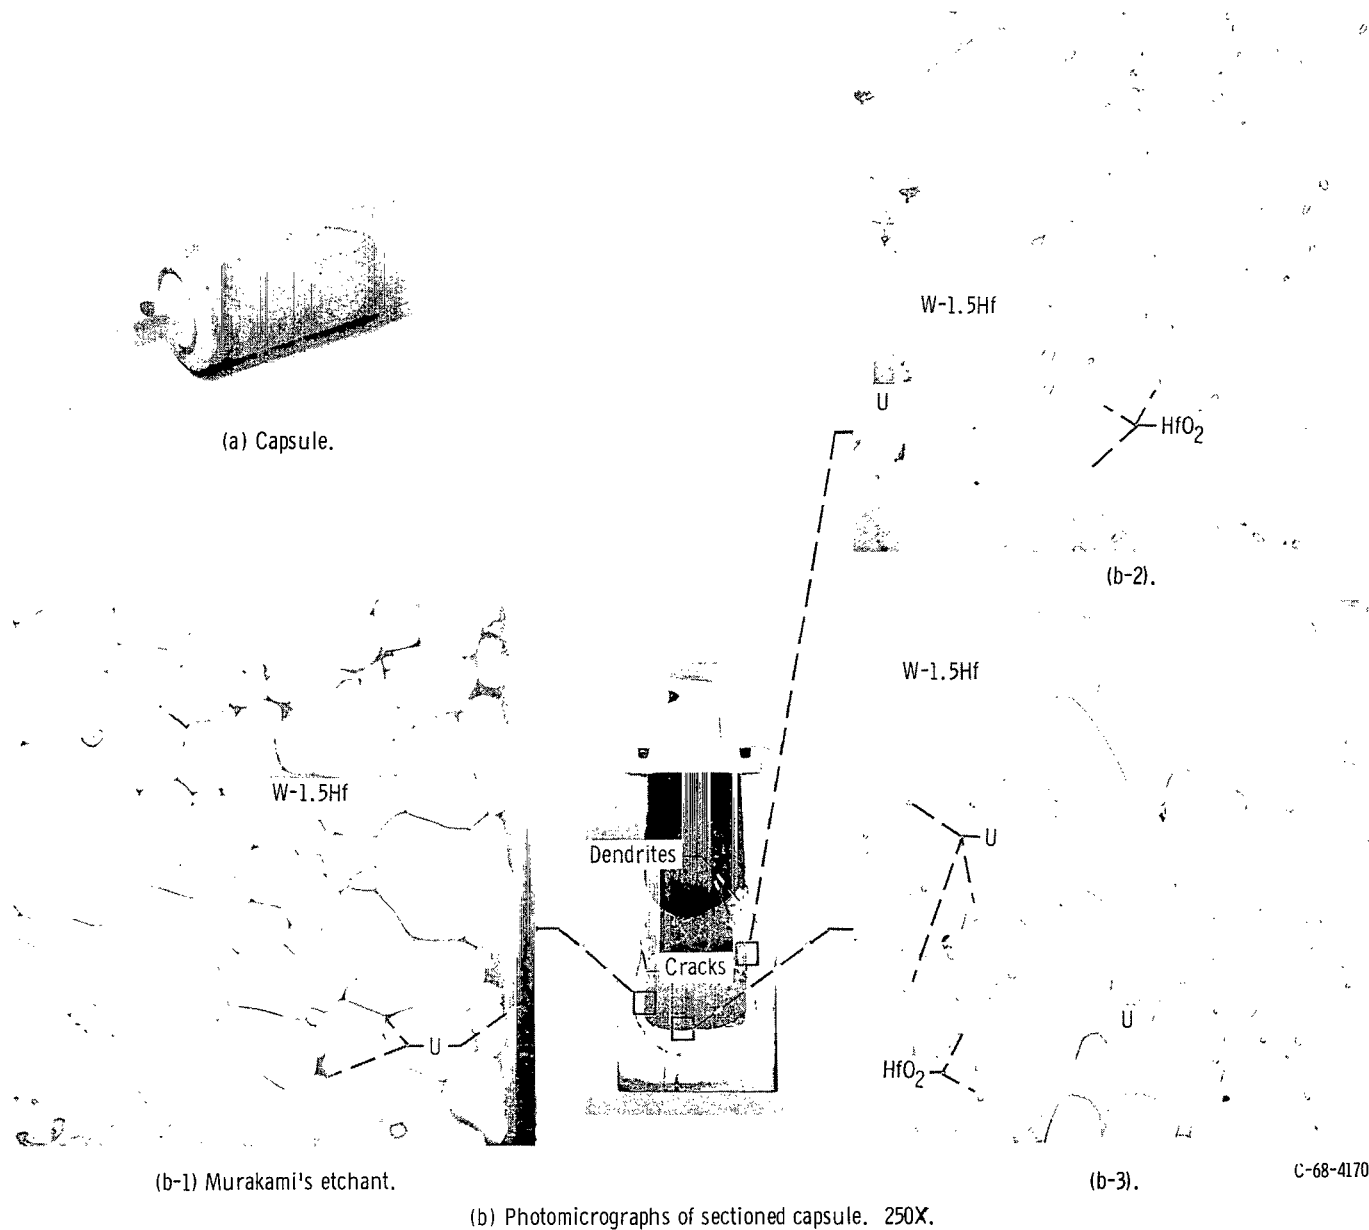 W-1.5Hf
U
HfO2
(a) Capsule.
(b-2).
W-1.5Hf
W-1.5Hf
Dendrites
U
Cracks
U
U
HfO2
(b-1) Murakami's etchant.
(b-3).
C-68-4170
(b) Photomicrographs of sectioned capsule. 250X.